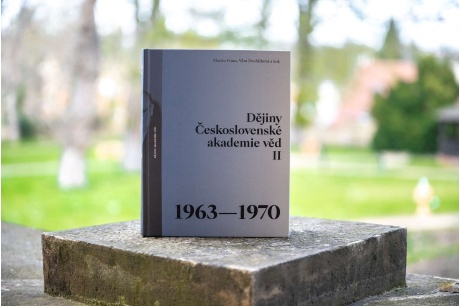 Dějiny
Československé
akademie věd
II
1963—1970